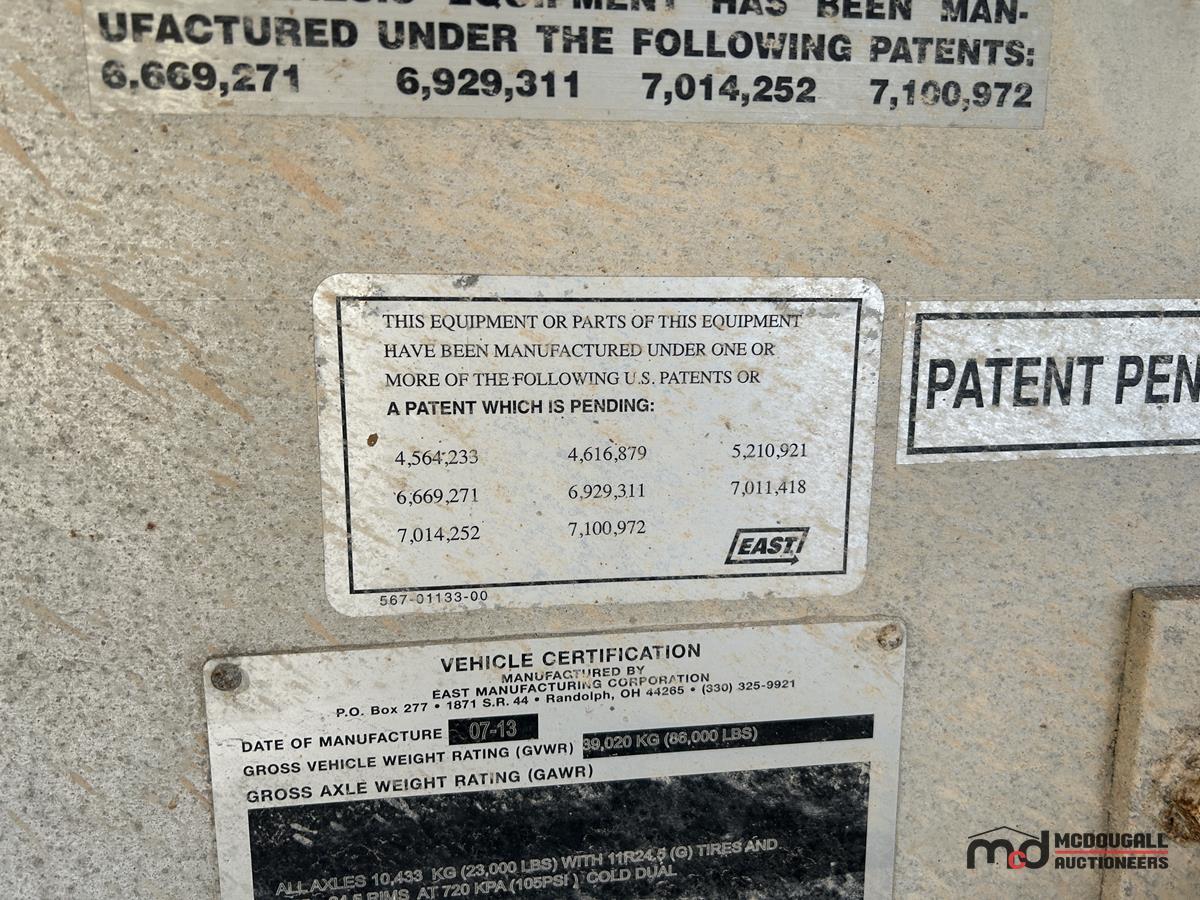 EQUIPMENT HAS BEEN MAN-
UFACTURED UNDER THE FOLLOWING PATENTS:
6,669,271 6,929,311 7,014,252 7,100,972
THIS EQUIPMENT OR PARTS OF THIS EQUIPMENT
HAVE BEEN MANUFACTURED UNDER ONE OR
MORE OF THE FOLLOWING U.S. PATENTS OR
A PATENT WHICH IS PENDING:
4,564,233 4,616,879 5,210,921
6,669,271 6,929,311 7,011,418
7,014,252 7,100,972
EAST
567-01133-00
PATENT PEN
VEHICLE CERTIFICATION
MANUFACTURED BY
EAST MANUFACTURING CORPORATION
P.O. Box 277 • 1871 S.R. 44 • Randolph, OH 44265 • (330) 325-9921
DATE OF MANUFACTURE 07-13
GROSS VEHICLE WEIGHT RATING (GVWR) 39,020 KG (86,000 LBS)
GROSS AXLE WEIGHT RATING (GAWR)
ALL AXLES 10,433 KG (23,000 LBS) WITH 11R24.5 (G) TIRES AND
RIMS AT 720 KPA (105PSI ) COLD DUAL
mcd MCDOUGALL
AUCTIONEERS